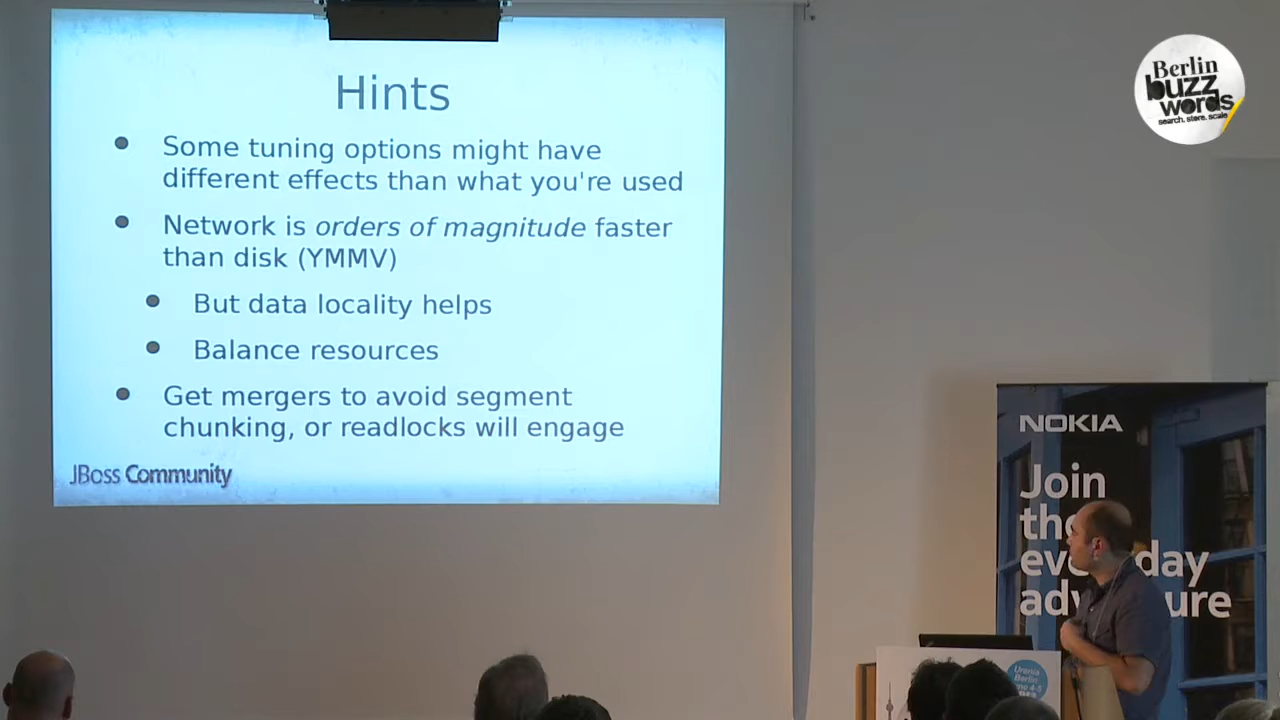 Hints
Some tuning options might have
different effects than what you're used
Network is orders of magnitude faster
than disk (YMMV)
But data locality helps
Balance resources
Get mergers to avoid segment
chunking, or readlocks will engage
JBoss Community
Berlin
buzz
words
search. store. scale
NOKIA
Join
Urania
Berlin